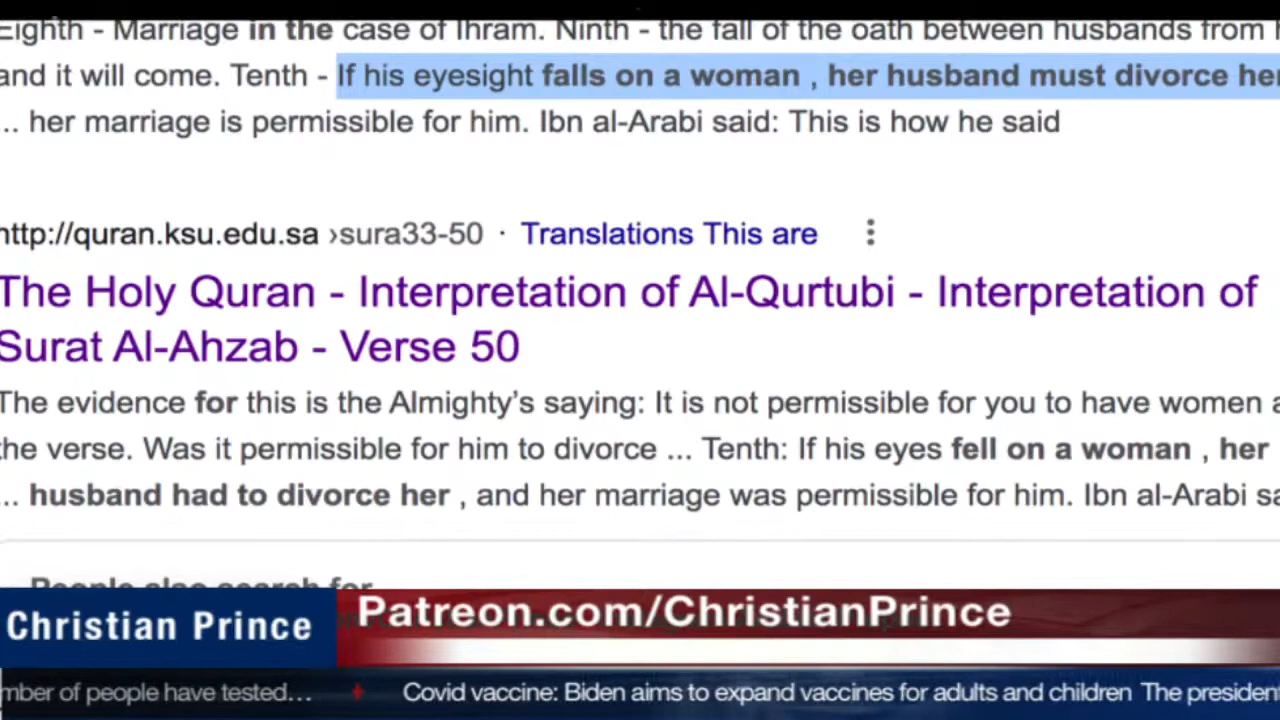 Eighth - Marriage in the case of Ihram. Ninth - the fall of the oath between husbands from
and it will come. Tenth - If his eyesight falls on a woman , her husband must divorce her
... her marriage is permissible for him. Ibn al-Arabi said: This is how he said
http://quran.ksu.edu.sa ›sura33-50 · Translations This are
The Holy Quran - Interpretation of Al-Qurtubi - Interpretation of
Surat Al-Ahzab - Verse 50
The evidence for this is the Almighty's saying: It is not permissible for you to have women
the verse. Was it permissible for him to divorce ... Tenth: If his eyes fell on a woman , her
... husband had to divorce her , and her marriage was permissible for him. Ibn al-Arabi
People also search for
Christian Prince
Patreon.com/ChristianPrince
mber of people have tested... Covid vaccine: Biden aims to expand vaccines for adults and children The president